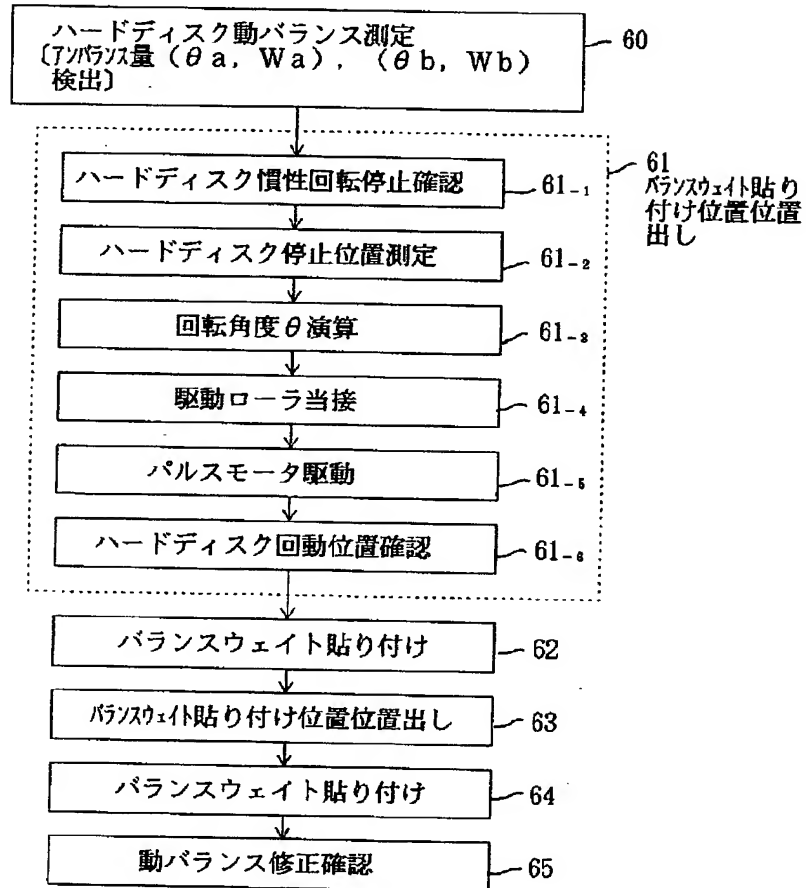 ハードディスク動バランス測定
〔アンバランス量(θa, Wa), (θb, Wb)
検出〕
60
61
バランスウェイト貼り
付け位置位置
出し
ハードディスク慣性回転停止確認
61-1
ハードディスク停止位置測定
61-2
回転角度θ演算
61-3
駆動ローラ当接
61-4
パルスモータ駆動
61-5
ハードディスク回動位置確認
61-6
バランスウェイト貼り付け
62
バランスウェイト貼り付け位置位置出し
63
バランスウェイト貼り付け
64
動バランス修正確認
65